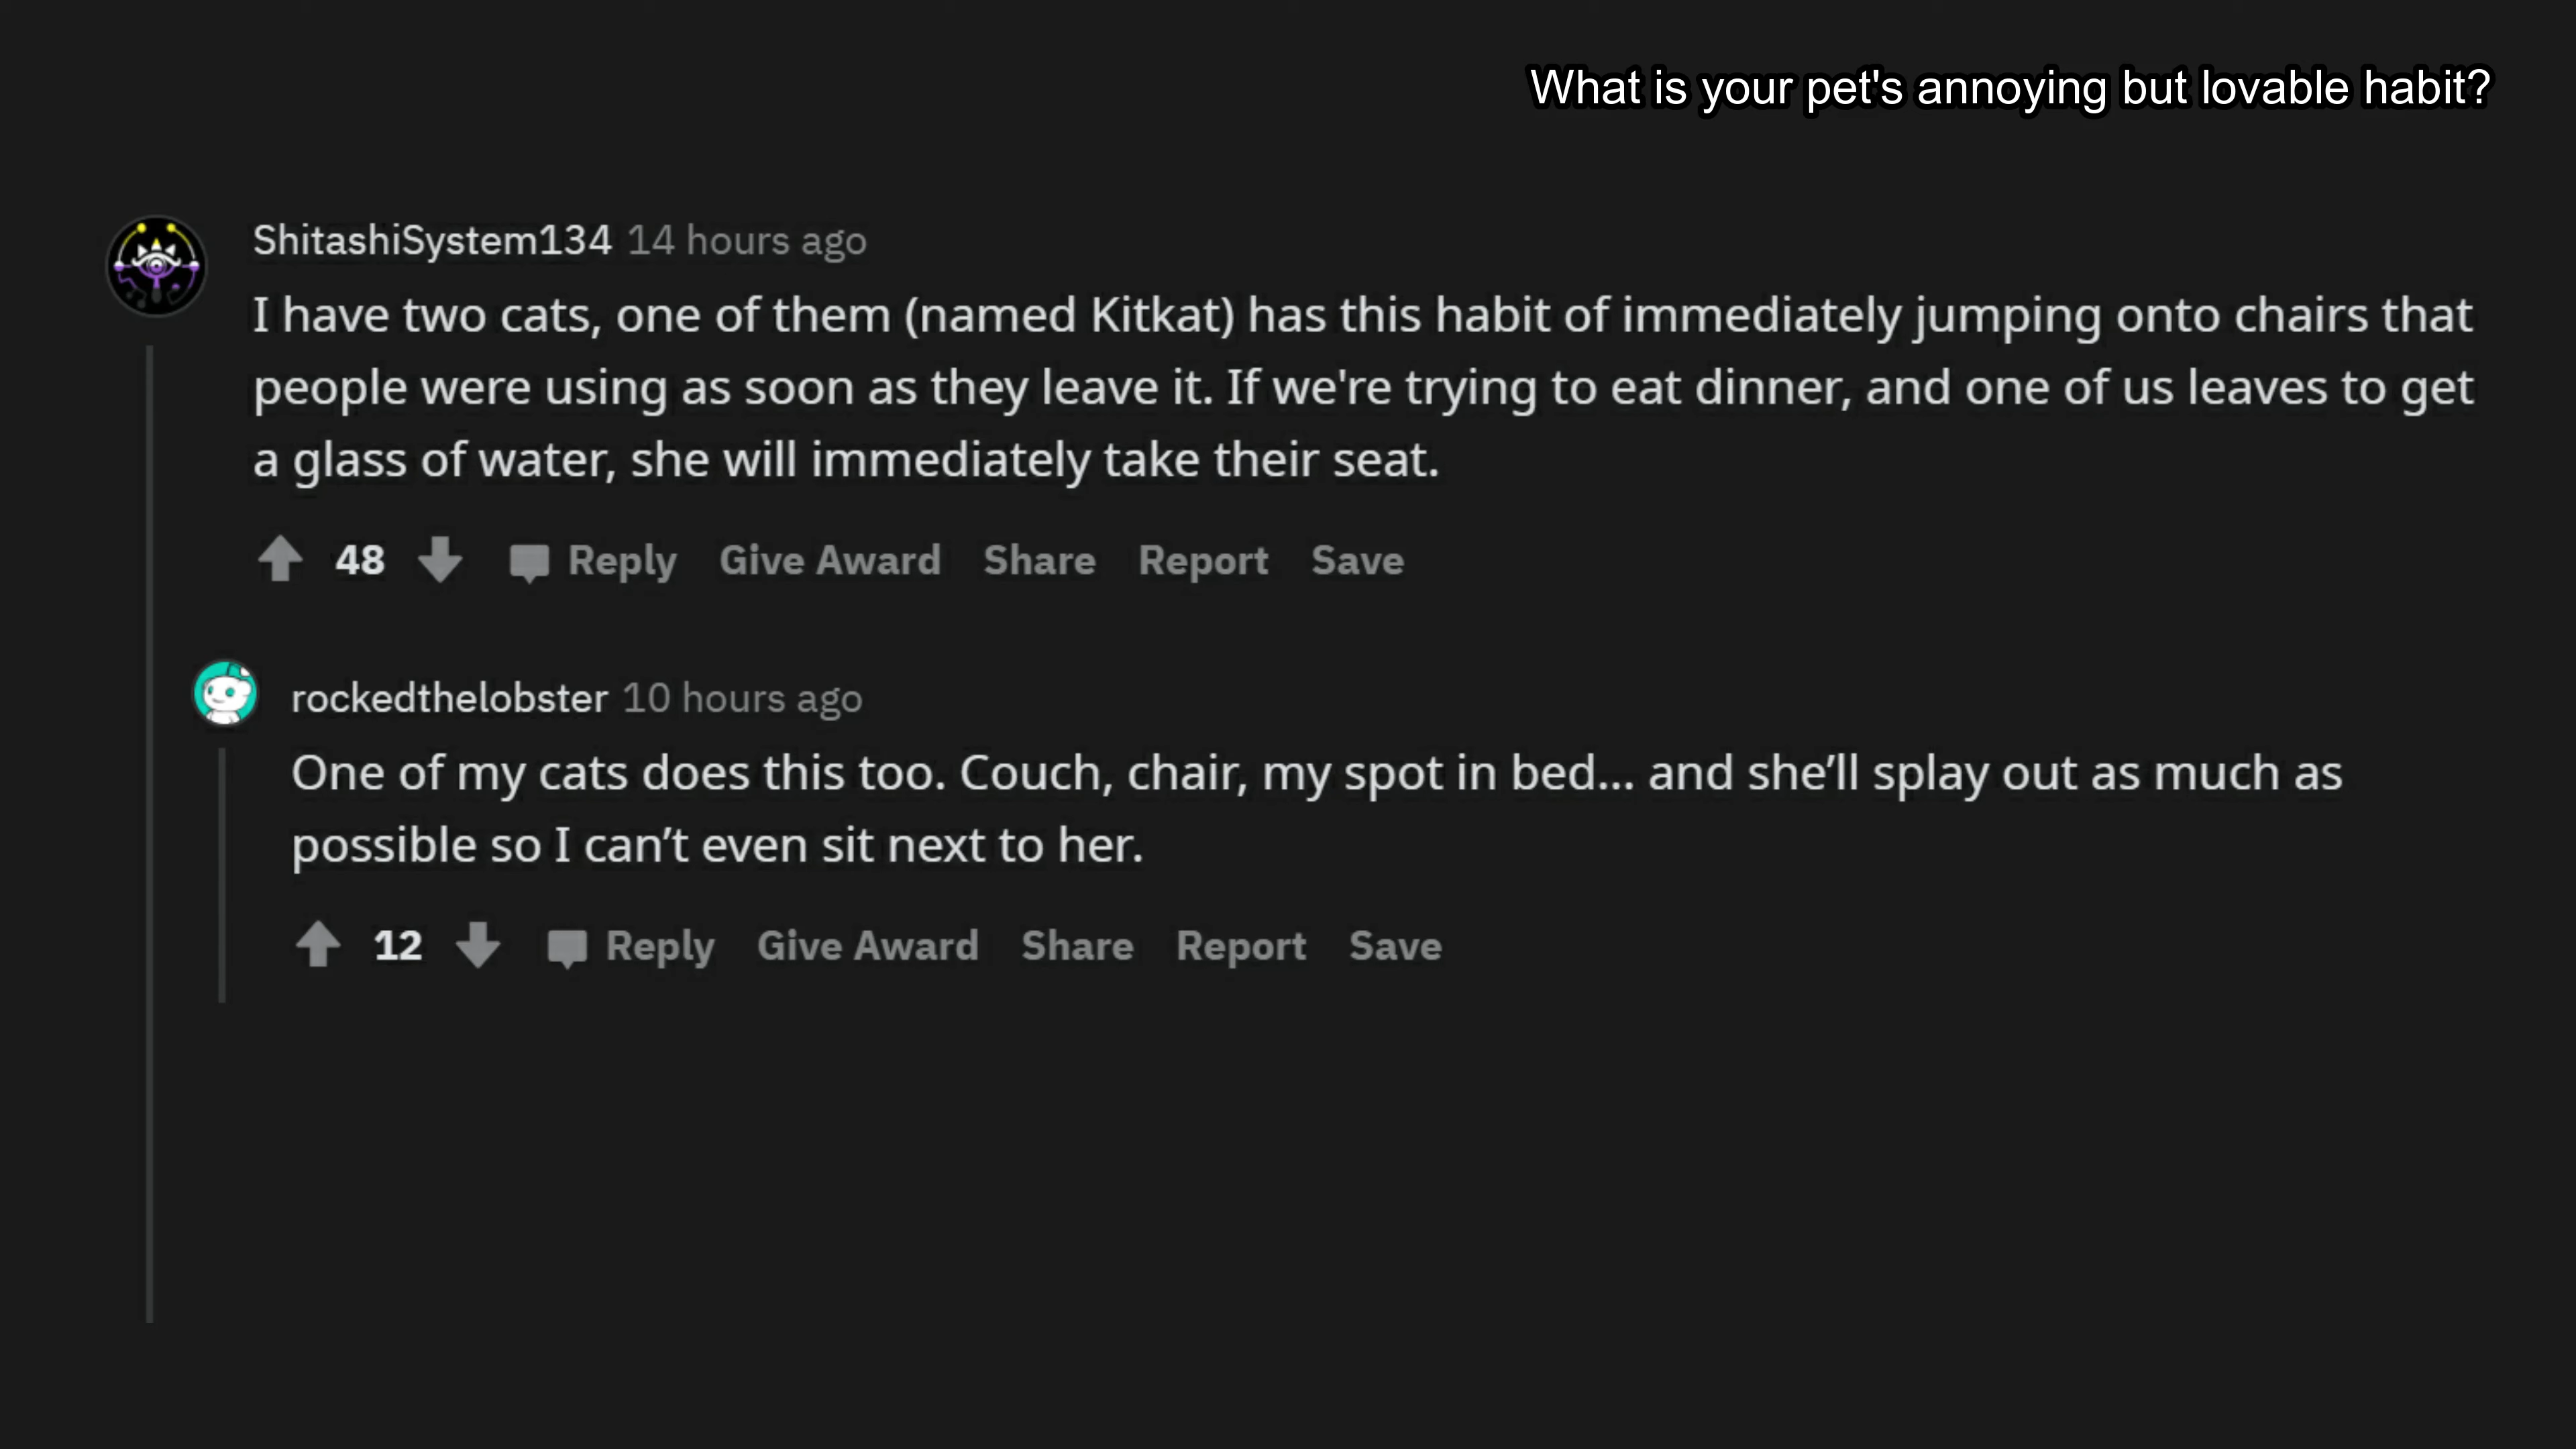 What is your pet's annoying but lovable habit?
ShitashiSystem134 14 hours ago
I have two cats, one of them (named Kitkat) has this habit of immediately jumping onto chairs that
people were using as soon as they leave it. If we're trying to eat dinner, and one of us leaves to get
a glass of water, she will immediately take their seat.
48 Reply Give Award Share Report Save
rockedthelobster 10 hours ago
One of my cats does this too. Couch, chair, my spot in bed... and she’ll splay out as much as
possible so I can’t even sit next to her.
12 Reply Give Award Share Report Save